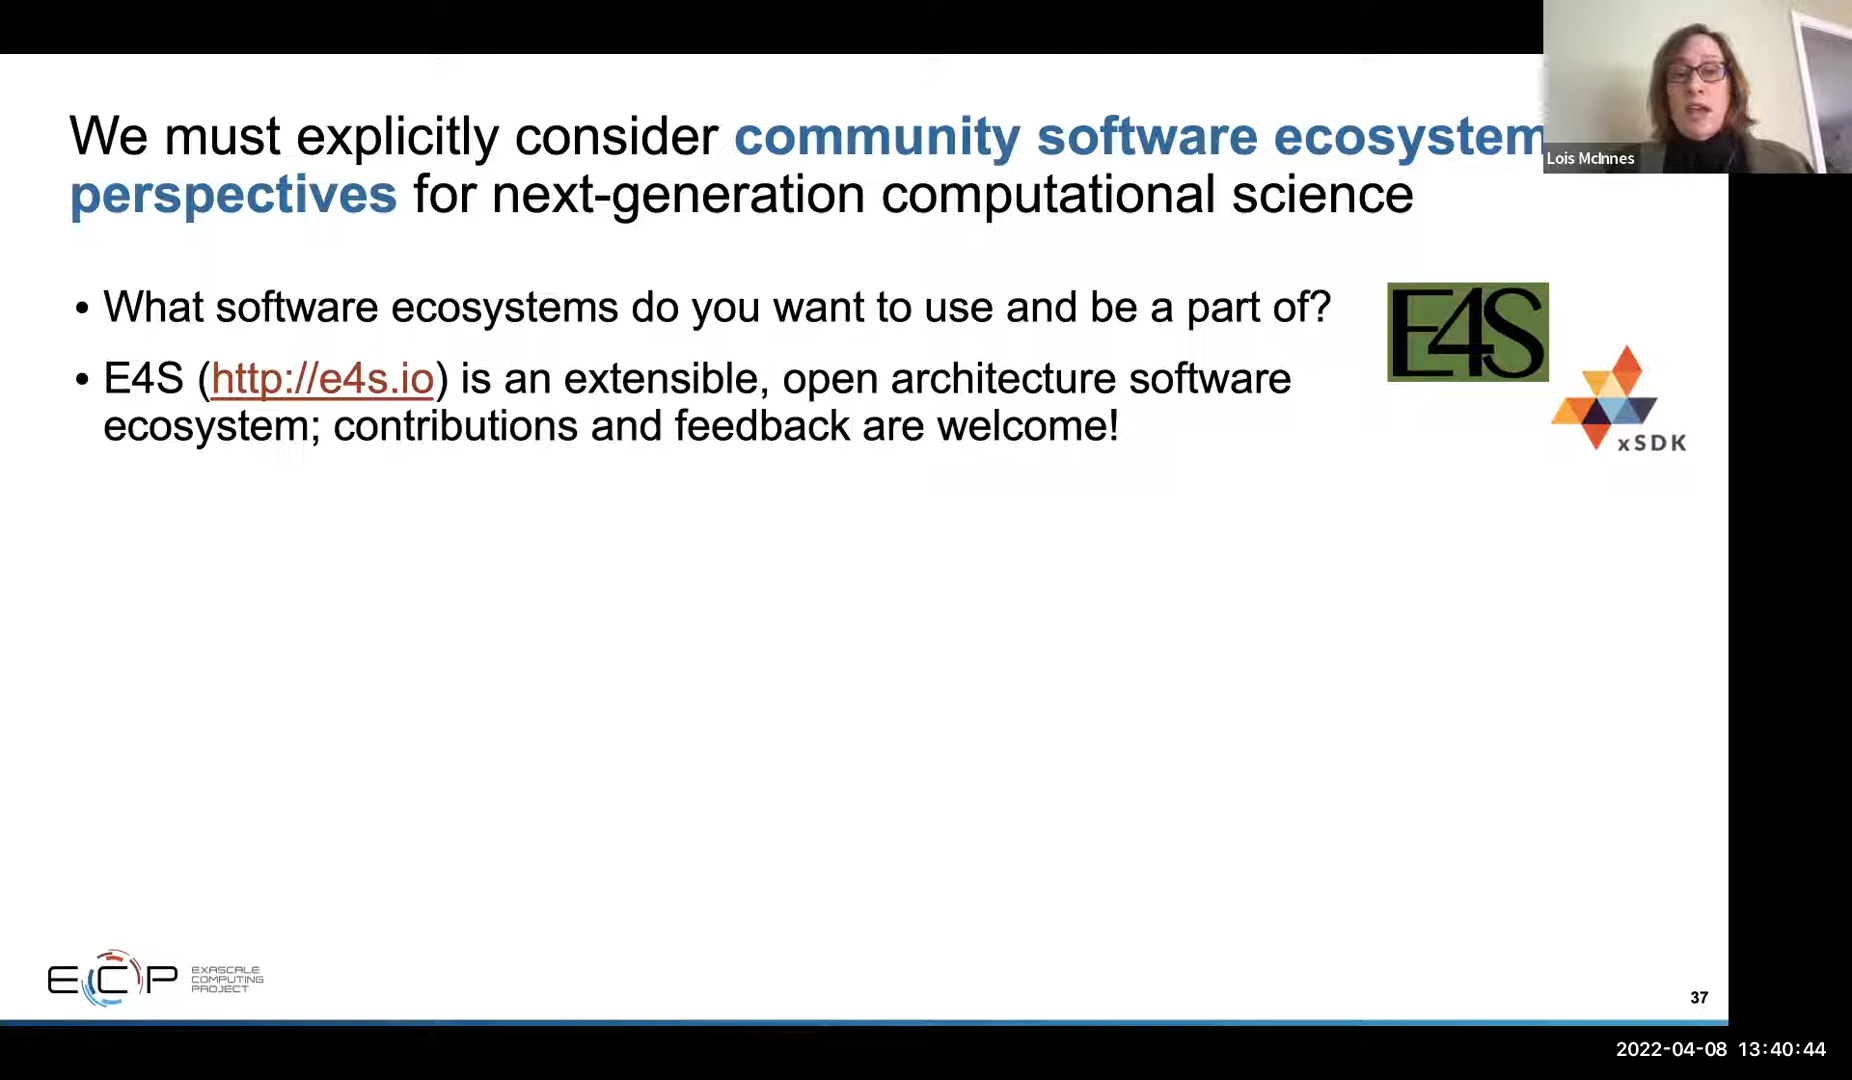 We must explicitly consider community software ecosystem
perspectives for next-generation computational science
Lois McInnes
• What software ecosystems do you want to use and be a part of?
• E4S (http://e4s.io) is an extensible, open architecture software
ecosystem; contributions and feedback are welcome!
E4S
xSDK
ECP
EXASCALE
COMPUTING
PROJECT
37
2022-04-08 13:40:44